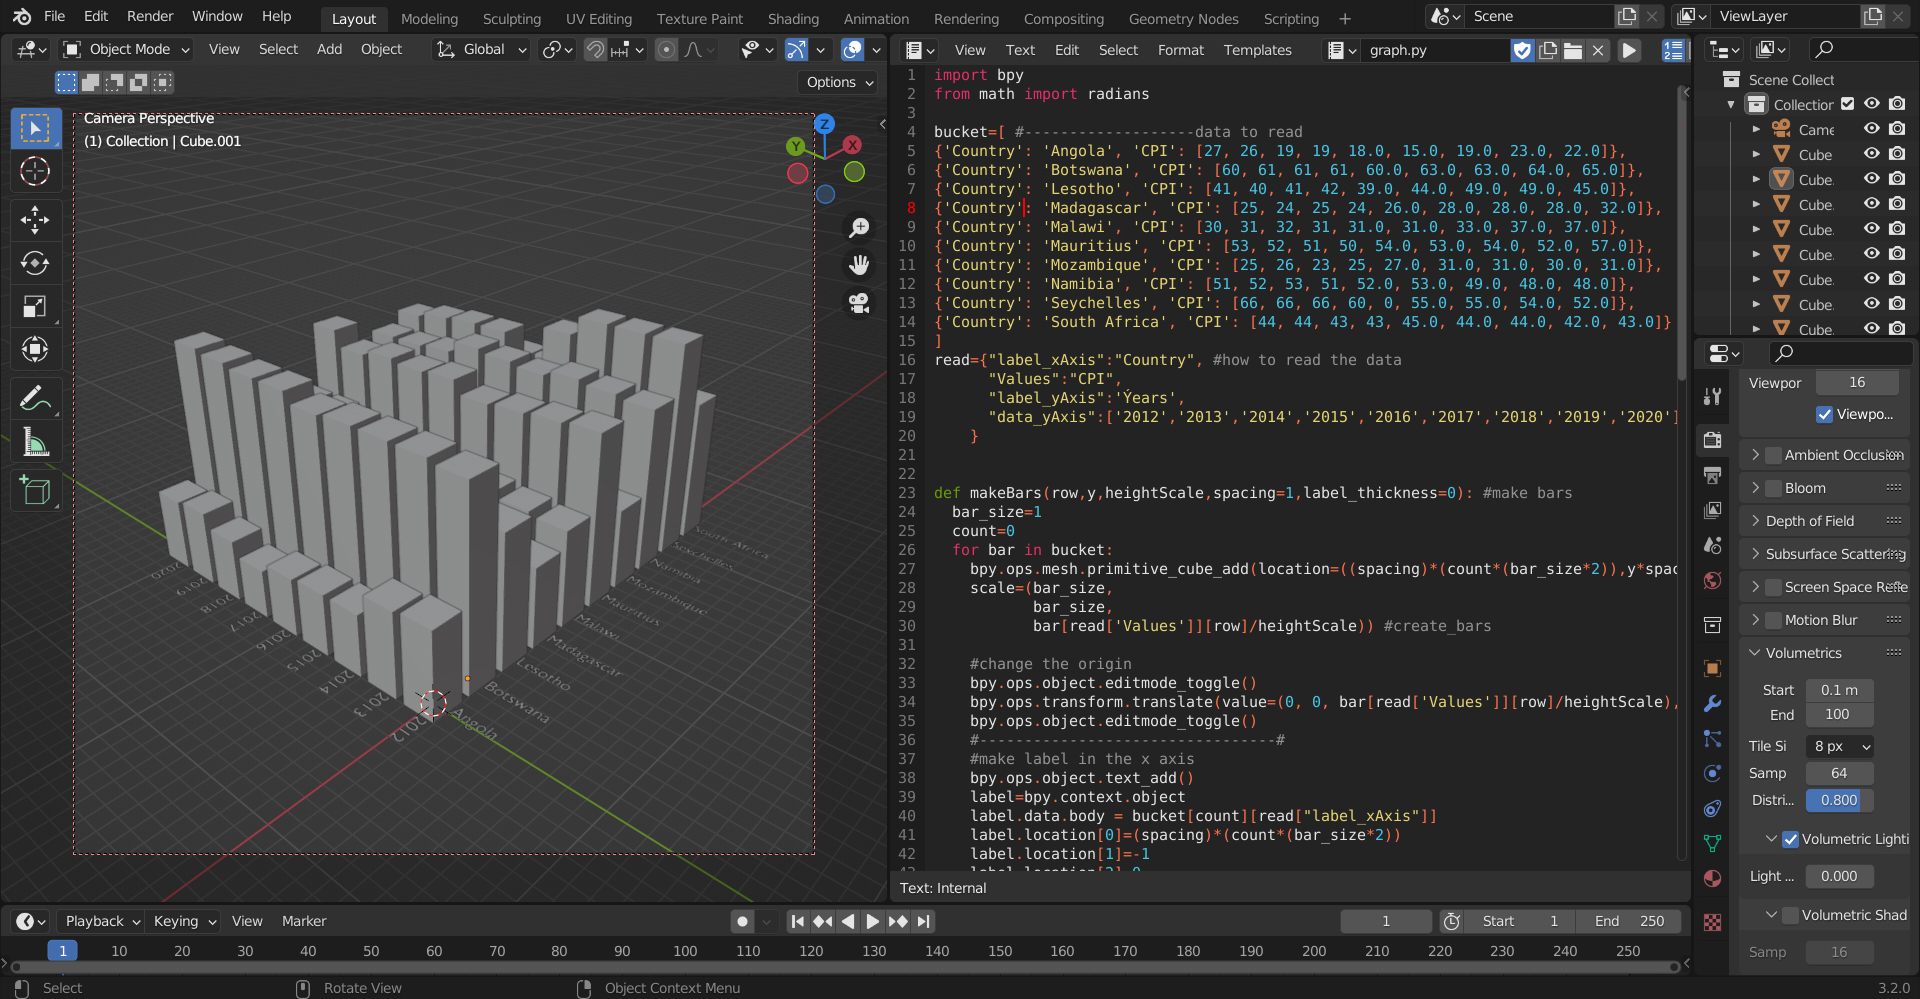 File Edit Render Window Help Layout Modeling Sculpting UV Editing Texture Paint Shading Animation Rendering Compositing Geometry Nodes Scripting + Scene ViewLayer
Object Mode View Select Add Object Global
Options
Camera Perspective
(1) Collection | Cube.001
Z
Y
X
2020
2019
2018
2017
2016
2015
2014
2013
2012
South Africa
Seychelles
Namibia
Mozambique
Mauritius
Malawi
Madagascar
Lesotho
Botswana
Angola
View Text Edit Select Format Templates graph.py
1 import bpy
2 from math import radians
3
4 bucket=[ #-------------------data to read
5 {'Country': 'Angola', 'CPI': [27, 26, 19, 19, 18.0, 15.0, 19.0, 23.0, 22.0]},
6 {'Country': 'Botswana', 'CPI': [60, 61, 61, 61, 60.0, 63.0, 63.0, 64.0, 65.0]},
7 {'Country': 'Lesotho', 'CPI': [41, 40, 41, 42, 39.0, 44.0, 49.0, 49.0, 45.0]},
8 {'Country': 'Madagascar', 'CPI': [25, 24, 25, 24, 26.0, 28.0, 28.0, 28.0, 32.0]},
9 {'Country': 'Malawi', 'CPI': [30, 31, 32, 31, 31.0, 31.0, 33.0, 37.0, 37.0]},
10 {'Country': 'Mauritius', 'CPI': [53, 52, 51, 50, 54.0, 53.0, 54.0, 52.0, 57.0]},
11 {'Country': 'Mozambique', 'CPI': [25, 26, 23, 25, 27.0, 31.0, 31.0, 30.0, 31.0]},
12 {'Country': 'Namibia', 'CPI': [51, 52, 53, 51, 52.0, 53.0, 49.0, 48.0, 48.0]},
13 {'Country': 'Seychelles', 'CPI': [66, 66, 66, 60, 0, 55.0, 55.0, 54.0, 52.0]},
14 {'Country': 'South Africa', 'CPI': [44, 44, 43, 43, 45.0, 44.0, 44.0, 42.0, 43.0]}
15 ]
16 read={"label_xAxis":"Country", #how to read the data
17 "Values":"CPI",
18 "label_yAxis":'Ýears',
19 "data_yAxis":['2012','2013','2014','2015','2016','2017','2018','2019','2020']
20 }
21
22
23 def makeBars(row,y,heightScale,spacing=1,label_thickness=0): #make bars
24 bar_size=1
25 count=0
26 for bar in bucket:
27 bpy.ops.mesh.primitive_cube_add(location=((spacing)*(count*(bar_size*2)),y*spac
28 scale=(bar_size,
29 bar_size,
30 bar[read['Values']][row]/heightScale)) #create_bars
31
32 #change the origin
33 bpy.ops.object.editmode_toggle()
34 bpy.ops.transform.translate(value=(0, 0, bar[read['Values']][row]/heightScale),
35 bpy.ops.object.editmode_toggle()
36 #---------------------------------#
37 #make label in the x axis
38 bpy.ops.object.text_add()
39 label=bpy.context.object
40 label.data.body = bucket[count][read["label_xAxis"]]
41 label.location[0]=(spacing)*(count*(bar_size*2))
42 label.location[1]=-1
Text: Internal
Scene Collect
Collection
Came
Cube
Cube.
Cube.
Cube.
Cube.
Cube.
Cube.
Cube.
Viewpor 16
Viewpo...
Ambient Occlusion
Bloom
Depth of Field
Subsurface Scattering
Screen Space Refle
Motion Blur
Volumetrics
Start 0.1 m
End 100
Tile Si 8 px
Samp 64
Distri... 0.800
Volumetric Lighti
Light ... 0.000
Volumetric Shad
Samp 16
Playback Keying View Marker 1 Start 1 End 250
1 10 20 30 40 50 60 70 80 90 100 110 120 130 140 150 160 170 180 190 200 210 220 230 240 250
Select Rotate View Object Context Menu 3.2.0